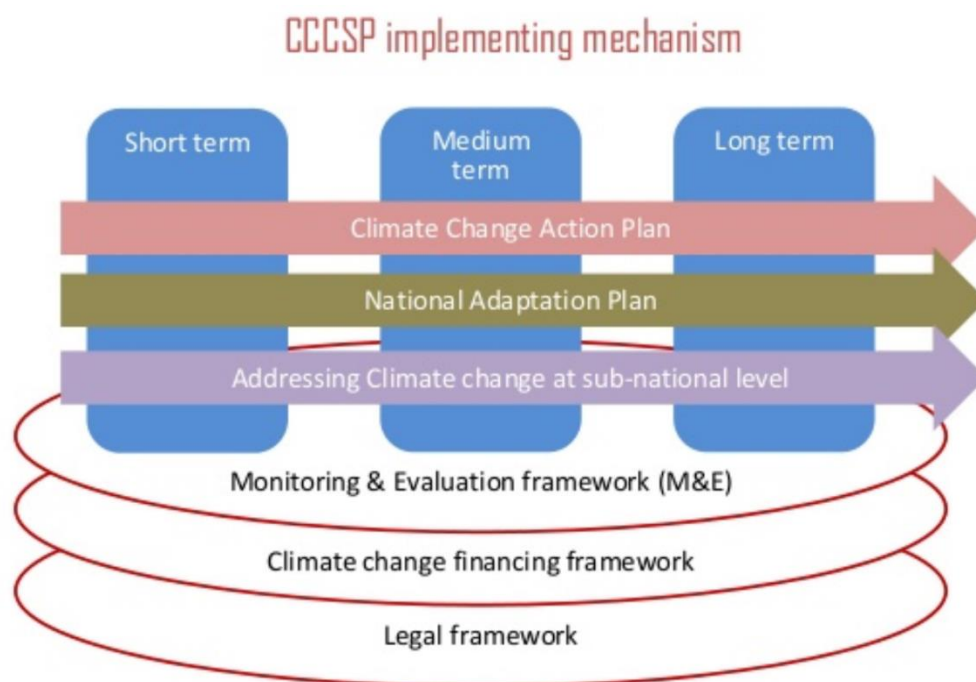 CCCSP implementing mechanism
Short term
Medium
term
Long term
Climate Change Action Plan
National Adaptation Plan
Addressing Climate change at sub-national level
Monitoring & Evaluation framework (M&E)
Climate change financing framework
Legal framework